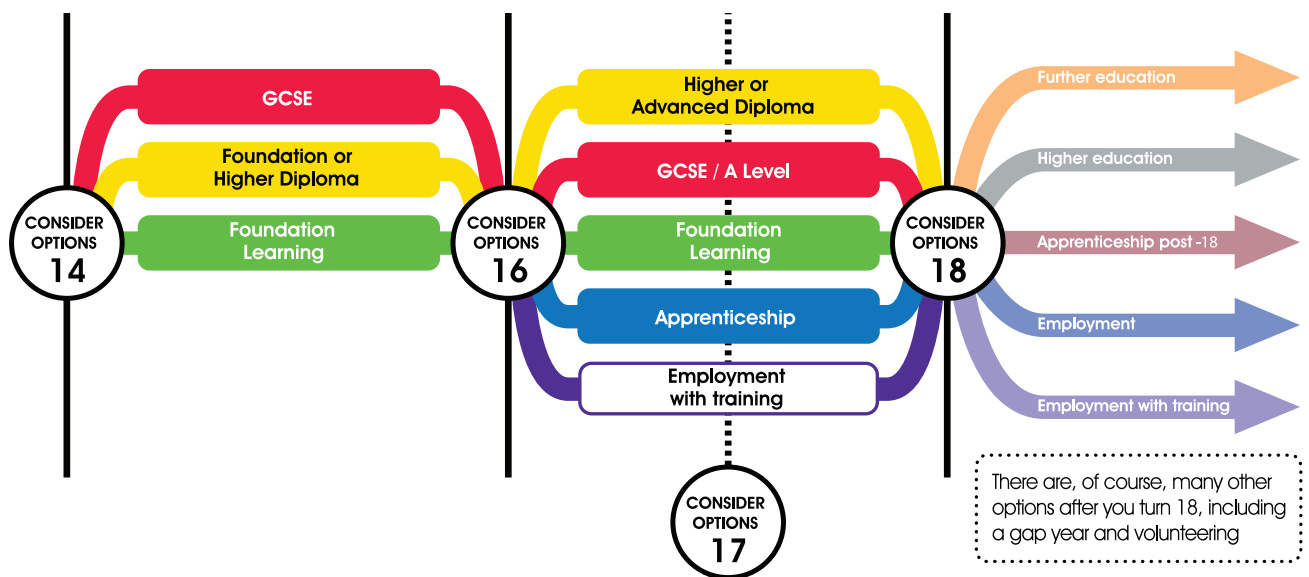 CONSIDER
OPTIONS
14
GCSE
Foundation or
Higher Diploma
Foundation
Learning
CONSIDER
OPTIONS
16
Higher or
Advanced Diploma
GCSE / A Level
Foundation
Learning
Apprenticeship
Employment
with training
CONSIDER
OPTIONS
17
CONSIDER
OPTIONS
18
Further education
Higher education
Apprenticeship post -18
Employment
Employment with training
There are, of course, many other
options after you turn 18, including
a gap year and volunteering